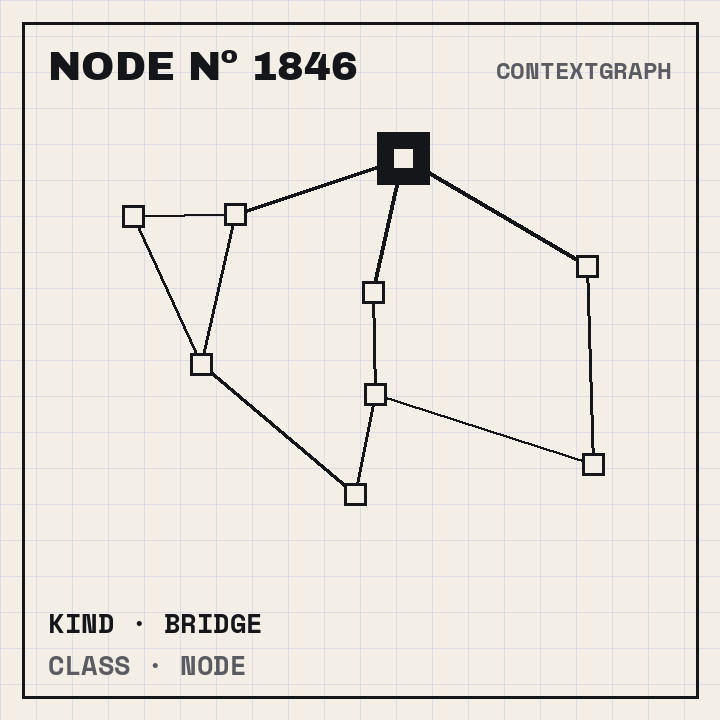 NODE Nº 1846
CONTEXTGRAPH
KIND · BRIDGE
CLASS · NODE